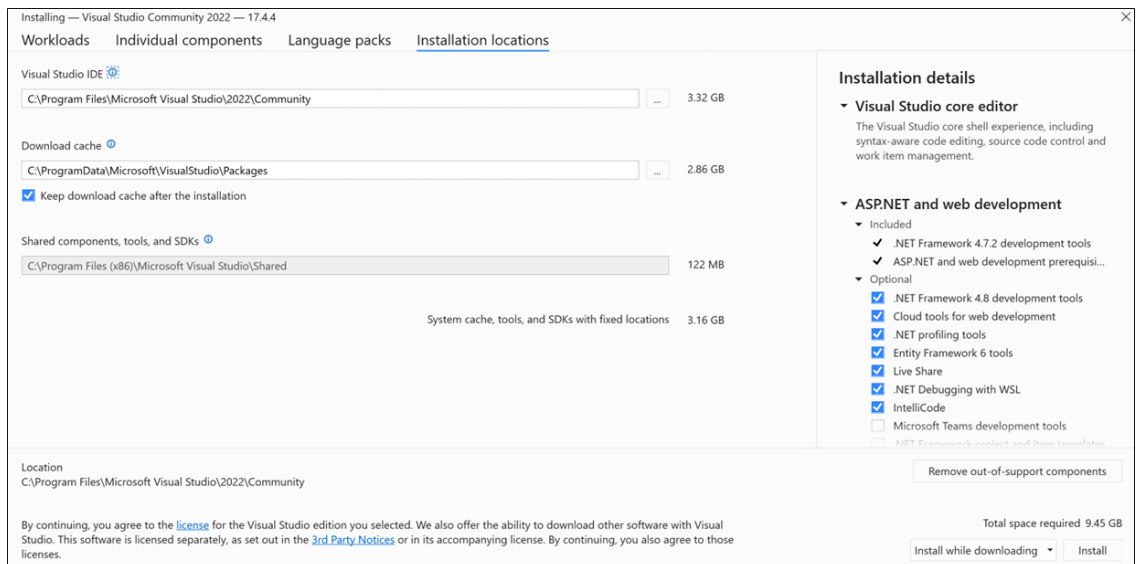 Installing — Visual Studio Community 2022 — 17.4.4
Workloads
Individual components
Language packs
Installation locations
Visual Studio IDE
C:\Program Files\Microsoft Visual Studio\2022\Community
...
3.32 GB
Download cache
C:\ProgramData\Microsoft\VisualStudio\Packages
...
2.86 GB
Keep download cache after the installation
Shared components, tools, and SDKs
C:\Program Files (x86)\Microsoft Visual Studio\Shared
122 MB
System cache, tools, and SDKs with fixed locations
3.16 GB
Installation details
Visual Studio core editor
The Visual Studio core shell experience, including
syntax-aware code editing, source code control and
work item management.
ASP.NET and web development
Included
.NET Framework 4.7.2 development tools
ASP.NET and web development prerequisi...
Optional
.NET Framework 4.8 development tools
Cloud tools for web development
.NET profiling tools
Entity Framework 6 tools
Live Share
.NET Debugging with WSL
IntelliCode
Microsoft Teams development tools
.NET Framework project and item templates
Location
C:\Program Files\Microsoft Visual Studio\2022\Community
By continuing, you agree to the license for the Visual Studio edition you selected. We also offer the ability to download other software with Visual
Studio. This software is licensed separately, as set out in the 3rd Party Notices or in its accompanying license. By continuing, you also agree to those
licenses.
Remove out-of-support components
Total space required 9.45 GB
Install while downloading
Install